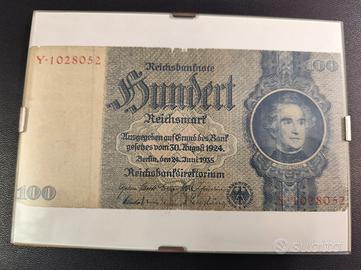 Y·1028052
Reichsbanknote
100
Hundert
Reichsmark
Ausgegeben auf Grund des Bank
gesetzes vom 30. August 1924
Berlin, den 24. Juni 1935
Reichsbankdirektorium
100
Y·1028052
subito